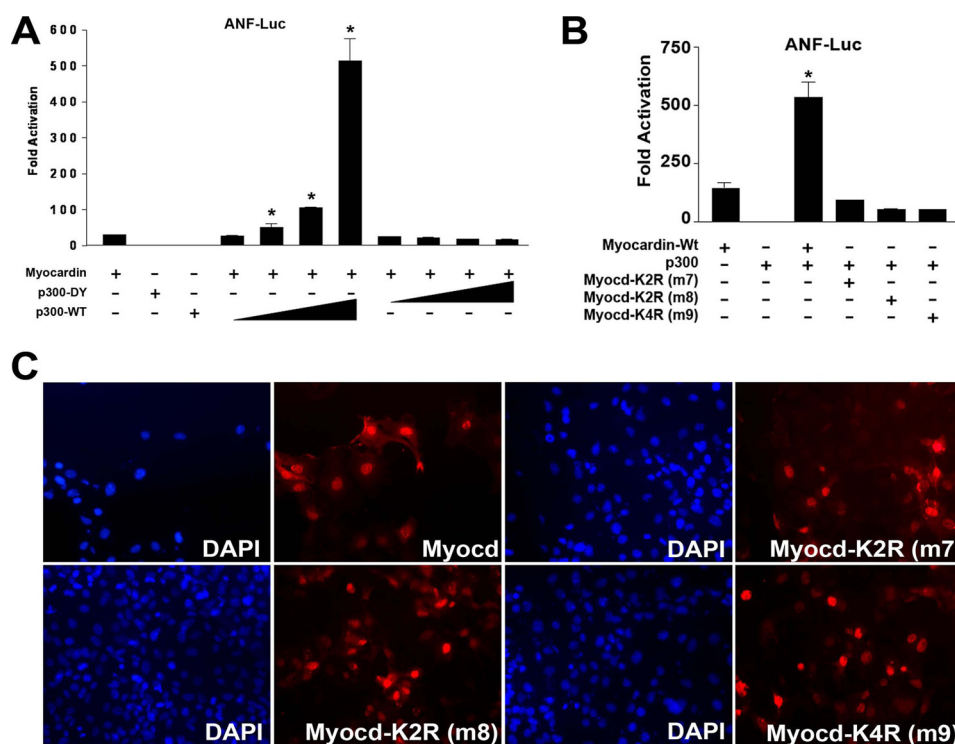 A
ANF-Luc
Fold Activation
600
500
400
300
200
100
0
* * *
Myocardin + – – + + + + + + + +
p300-DY – + – – – – –
p300-WT – – + – – – –
B
ANF-Luc
Fold Activation
750
500
250
0
*
Myocardin-Wt + – + – – –
p300 – + + + + +
Myocd-K2R (m7) – – – + – –
Myocd-K2R (m8) – – – – + –
Myocd-K4R (m9) – – – – – +
C
DAPI Myocd DAPI Myocd-K2R (m7
DAPI Myocd-K2R (m8) DAPI Myocd-K4R (m9)